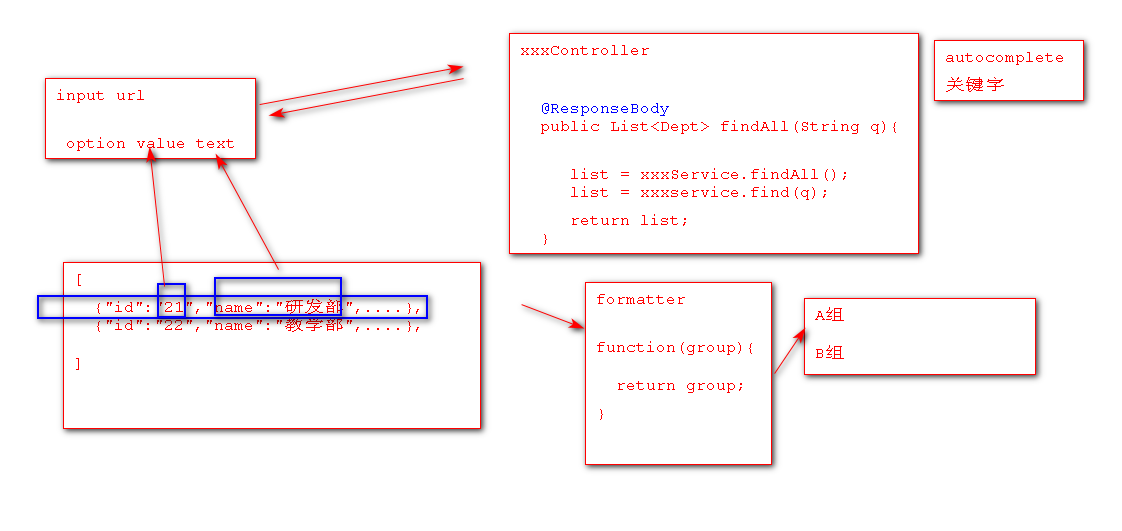 input url
option value text
xxxController
@ResponseBody
public List<Dept> findAll(String q){
list = xxxService.findAll();
list = xxxservice.find(q);
return list;
}
autocomplete
关键字
[
{"id":"21","name":"研发部",....},
{"id":"22","name":"教学部",....},
]
formatter
function(group){
return group;
}
A组
B组